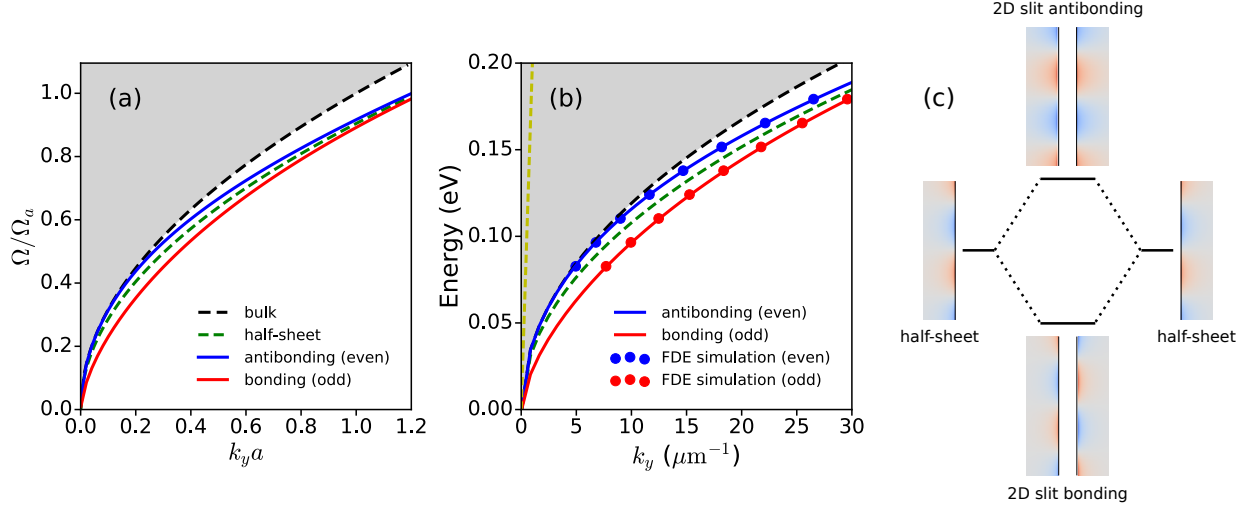 (a)
Ω/Ω_a
1.0
0.8
0.6
0.4
0.2
0.0
0.0 0.2 0.4 0.6 0.8 1.0 1.2
k_y a
bulk
half-sheet
antibonding (even)
bonding (odd)
(b)
Energy (eV)
0.20
0.15
0.10
0.05
0.00
0 5 10 15 20 25 30
k_y (μm⁻¹)
antibonding (even)
bonding (odd)
FDE simulation (even)
FDE simulation (odd)
(c)
2D slit antibonding
half-sheet
half-sheet
2D slit bonding